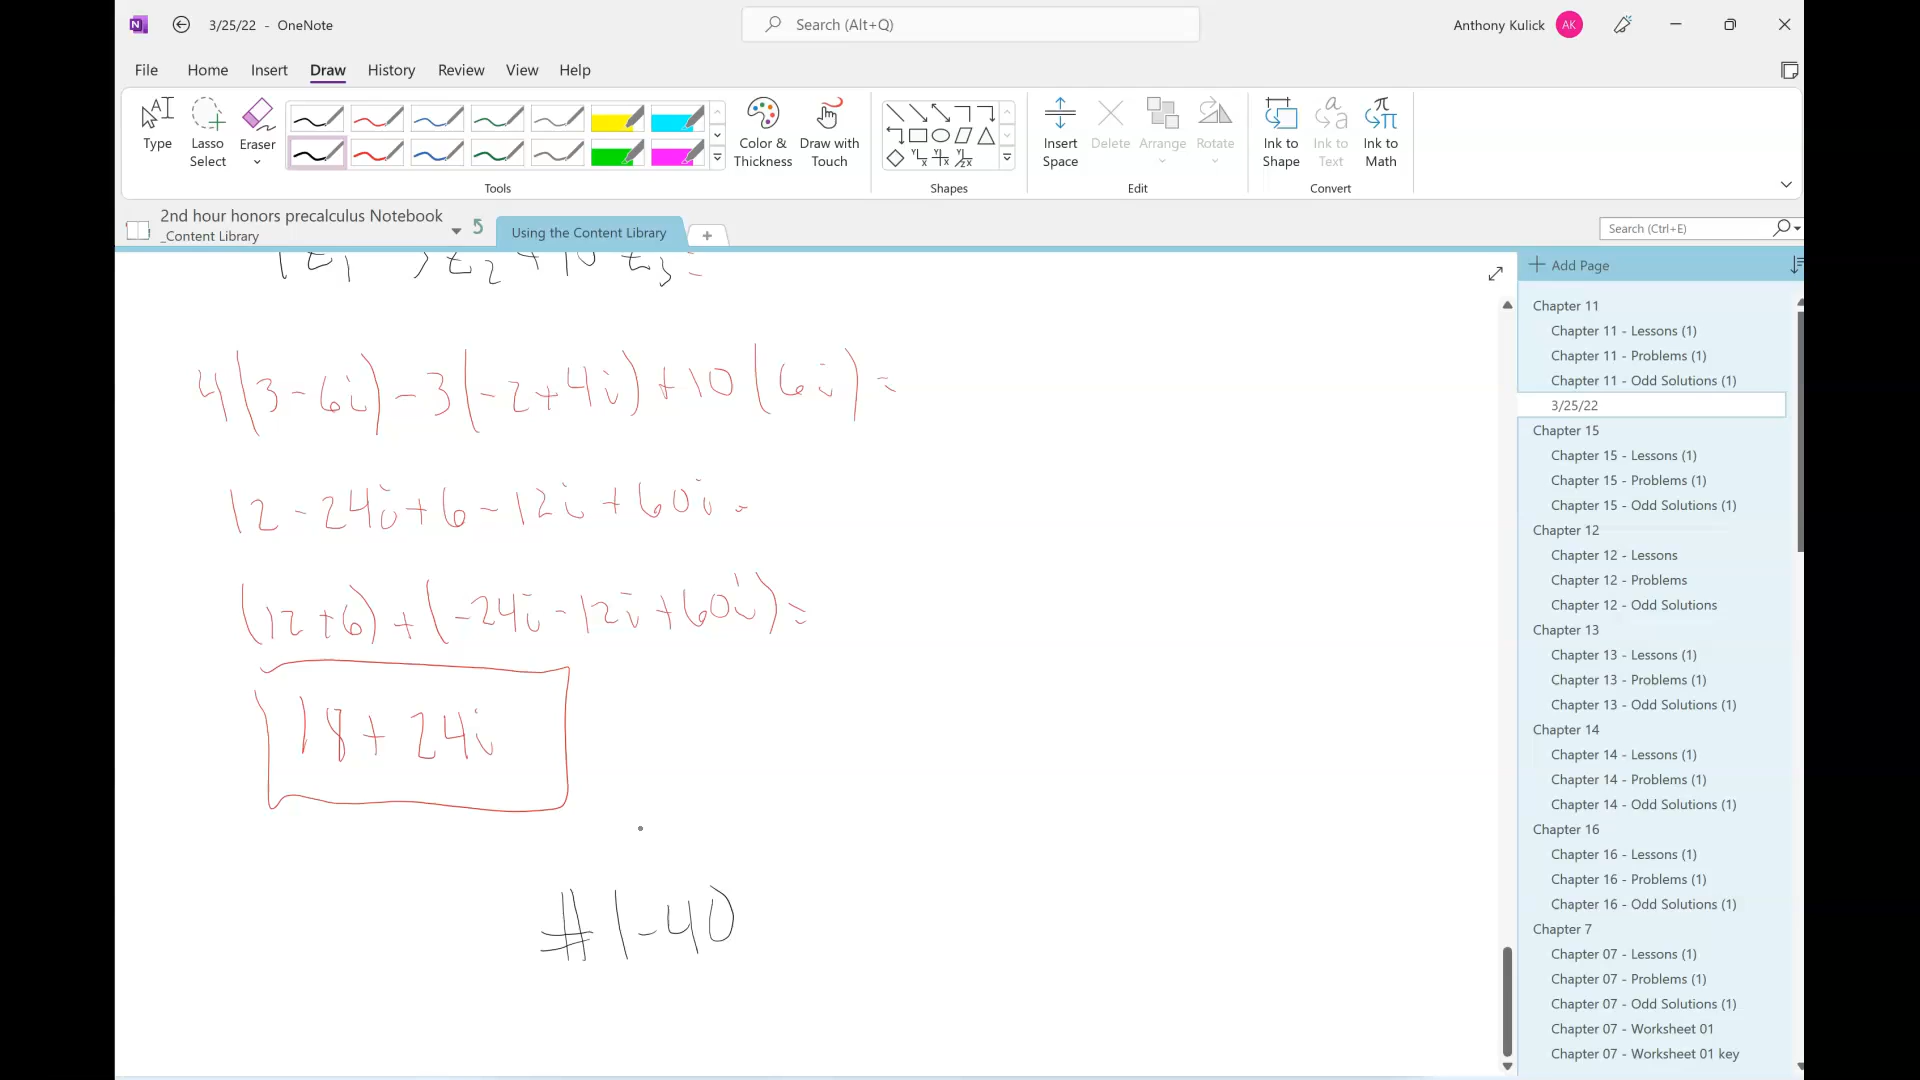 3/25/22 - OneNote
Search (Alt+Q)
Anthony Kulick
AK
File Home Insert Draw History Review View Help
Type
Lasso Select
Eraser
Color & Thickness
Draw with Touch
Insert Space
Delete
Arrange
Rotate
Ink to Shape
Ink to Text
Ink to Math
Tools
Shapes
Edit
Convert
2nd hour honors precalculus Notebook
_Content Library
Using the Content Library
Search (Ctrl+E)
4(3-6i)-3(-2+4i)+10(6i)=
12-24i+6-12i+60i=
(12+6)+(-24i-12i+60i)=
18+24i
#1-40
Add Page
Chapter 11
Chapter 11 - Lessons (1)
Chapter 11 - Problems (1)
Chapter 11 - Odd Solutions (1)
3/25/22
Chapter 15
Chapter 15 - Lessons (1)
Chapter 15 - Problems (1)
Chapter 15 - Odd Solutions (1)
Chapter 12
Chapter 12 - Lessons
Chapter 12 - Problems
Chapter 12 - Odd Solutions
Chapter 13
Chapter 13 - Lessons (1)
Chapter 13 - Problems (1)
Chapter 13 - Odd Solutions (1)
Chapter 14
Chapter 14 - Lessons (1)
Chapter 14 - Problems (1)
Chapter 14 - Odd Solutions (1)
Chapter 16
Chapter 16 - Lessons (1)
Chapter 16 - Problems (1)
Chapter 16 - Odd Solutions (1)
Chapter 7
Chapter 07 - Lessons (1)
Chapter 07 - Problems (1)
Chapter 07 - Odd Solutions (1)
Chapter 07 - Worksheet 01
Chapter 07 - Worksheet 01 key